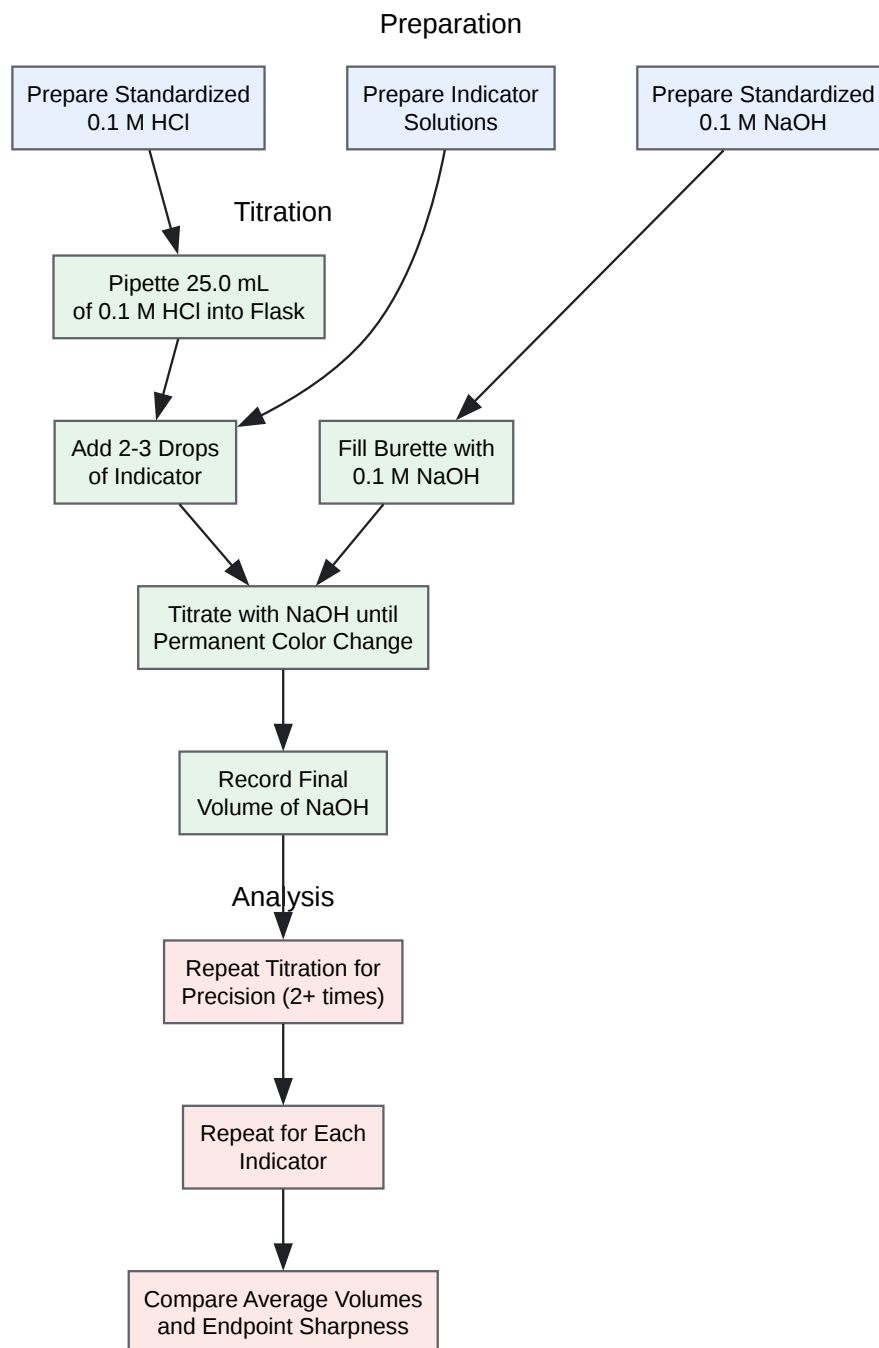 Preparation
Prepare Standardized
0.1 M HCl
Prepare Indicator
Solutions
Prepare Standardized
0.1 M NaOH
Titration
Pipette 25.0 mL
of 0.1 M HCl into Flask
Add 2-3 Drops
of Indicator
Fill Burette with
0.1 M NaOH
Titrate with NaOH until
Permanent Color Change
Record Final
Volume of NaOH
Analysis
Repeat Titration for
Precision (2+ times)
Repeat for Each
Indicator
Compare Average Volumes
and Endpoint Sharpness